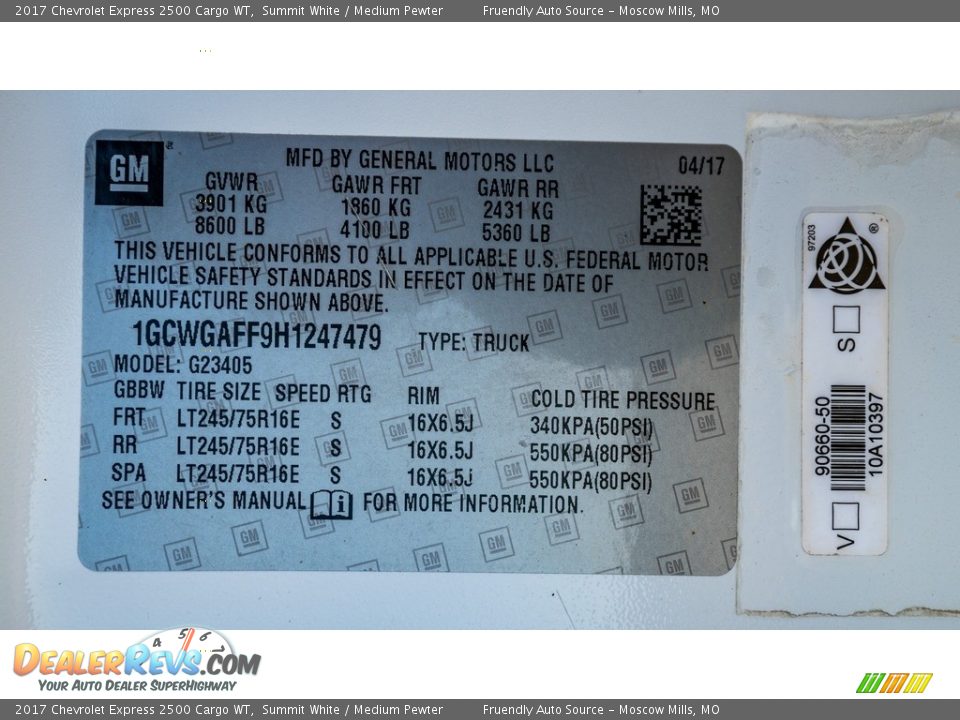 2017 Chevrolet Express 2500 Cargo WT, Summit White / Medium Pewter Fruendly Auto Source - Moscow Mills, MO
GM
MFD BY GENERAL MOTORS LLC 04/17
GVWR GAWR FRT GAWR RR
3901 KG 1860 KG 2431 KG
8600 LB 4100 LB 5360 LB
THIS VEHICLE CONFORMS TO ALL APPLICABLE U.S. FEDERAL MOTOR
VEHICLE SAFETY STANDARDS IN EFFECT ON THE DATE OF
MANUFACTURE SHOWN ABOVE.
1GCWGAFF9H1247479 TYPE: TRUCK
MODEL: G23405
GBBW TIRE SIZE SPEED RTG RIM COLD TIRE PRESSURE
FRT LT245/75R16E S 16X6.5J 340KPA(50PSI)
RR LT245/75R16E S 16X6.5J 550KPA(80PSI)
SPA LT245/75R16E S 16X6.5J 550KPA(80PSI)
SEE OWNER'S MANUAL i FOR MORE INFORMATION.
97203
®
S
90660-50
10A10397
V
4 5 6 7
DealerRevs.com
Your Auto Dealer SuperHighway
2017 Chevrolet Express 2500 Cargo WT, Summit White / Medium Pewter Fruendly Auto Source - Moscow Mills, MO